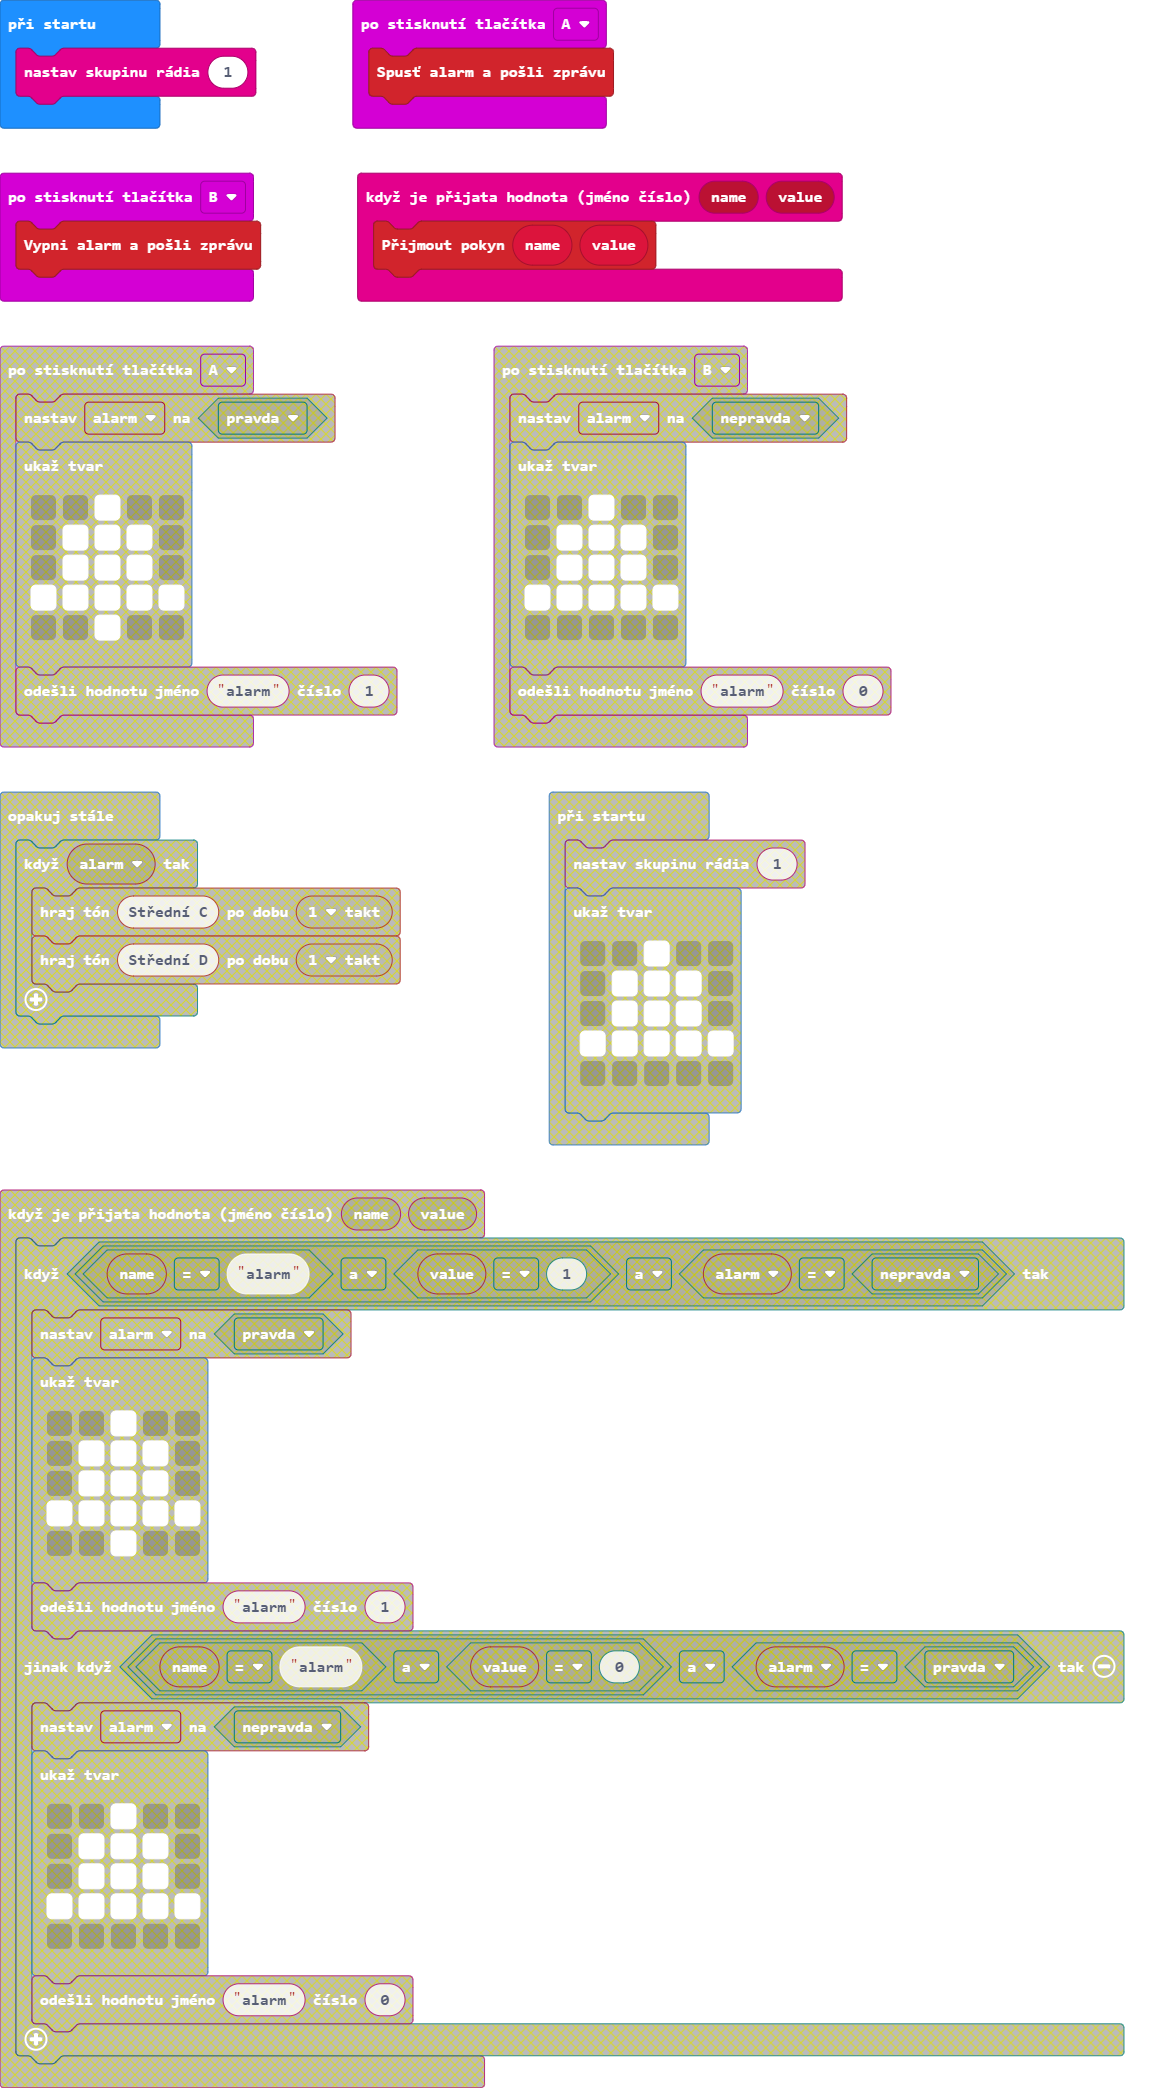 při startu
nastav skupinu rádia 1
po stisknutí tlačítka A
Spusť alarm a pošli zprávu
po stisknutí tlačítka B
Vypni alarm a pošli zprávu
když je přijata hodnota (jméno číslo) name value
Přijmout pokyn name value
po stisknutí tlačítka A
nastav alarm na pravda
ukaž tvar
odešli hodnotu jméno "alarm" číslo 1
po stisknutí tlačítka B
nastav alarm na nepravda
ukaž tvar
odešli hodnotu jméno "alarm" číslo 0
opakuj stále
když alarm tak
hraj tón Střední C po dobu 1 takt
hraj tón Střední D po dobu 1 takt
při startu
nastav skupinu rádia 1
ukaž tvar
když je přijata hodnota (jméno číslo) name value
když name = "alarm" a value = 1 a alarm = nepravda tak
nastav alarm na pravda
ukaž tvar
odešli hodnotu jméno "alarm" číslo 1
jinak když name = "alarm" a value = 0 a alarm = pravda tak
nastav alarm na nepravda
ukaž tvar
odešli hodnotu jméno "alarm" číslo 0